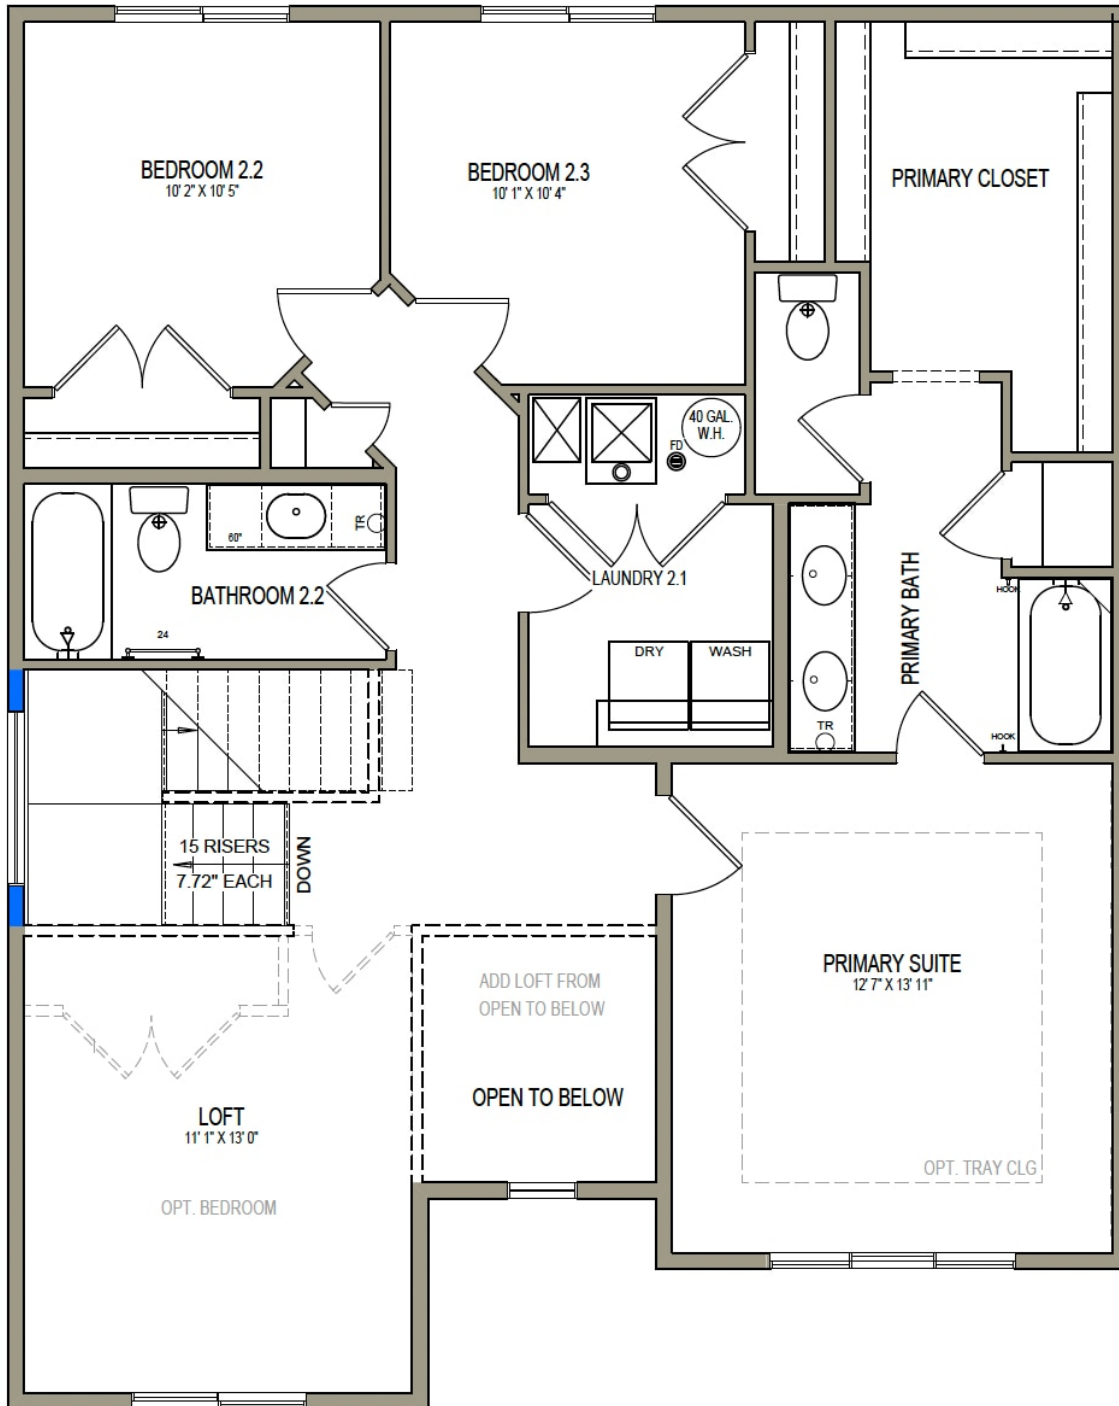 BEDROOM 2.2
10' 2" X 10' 5"
BEDROOM 2.3
10' 1" X 10' 4"
PRIMARY CLOSET
40 GAL.
W.H.
FD
60"
TR
BATHROOM 2.2
24
LAUNDRY 2.1
DRY
WASH
PRIMARY BATH
HOOK
HOOK
TR
15 RISERS
7.72" EACH
DOWN
ADD LOFT FROM
OPEN TO BELOW
OPEN TO BELOW
PRIMARY SUITE
12' 7" X 13' 11"
OPT. TRAY CLG
LOFT
11' 1" X 13' 0"
OPT. BEDROOM